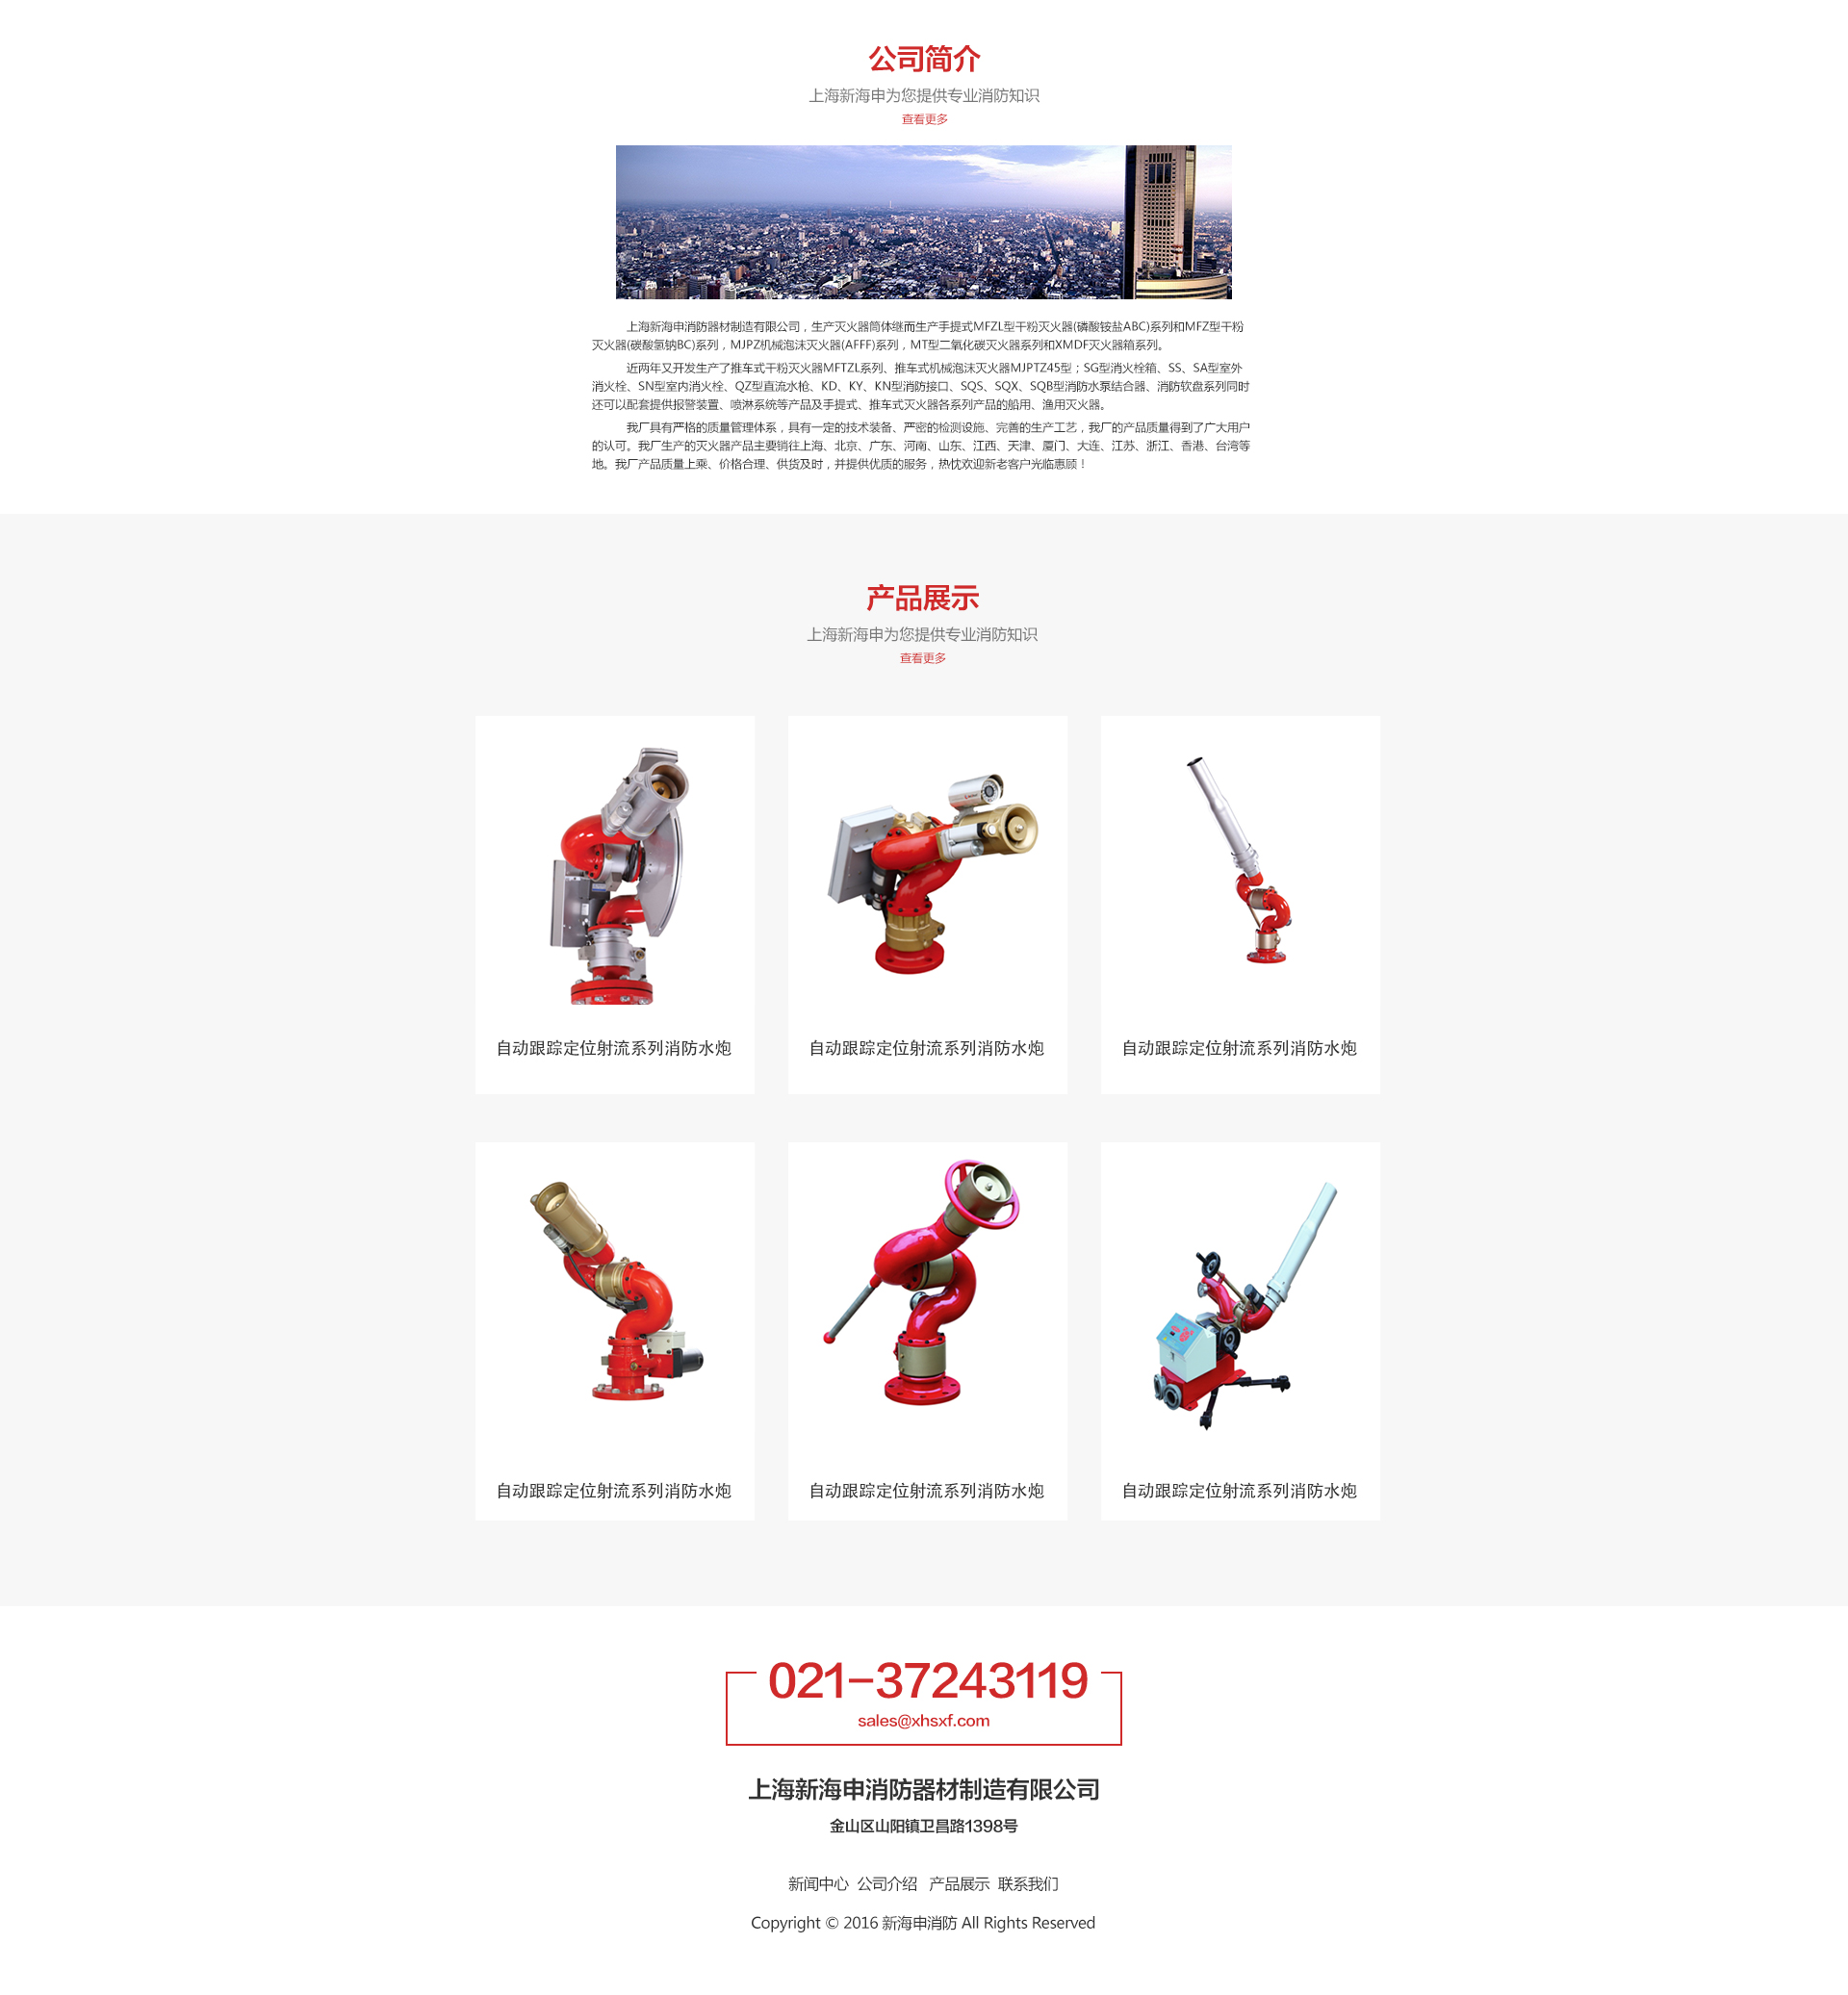 公司简介
上海新海申为您提供专业消防知识
查看更多
上海新海申消防器材制造有限公司，生产灭火器筒体继而生产手提式MFZL型干粉灭火器(磷酸铵盐ABC)系列和MFZ型干粉
灭火器(碳酸氢钠BC)系列，MJPZ机械泡沫灭火器(AFFF)系列，MT型二氧化碳灭火器系列和XMDF灭火器箱系列。
近两年又开发生产了推车式干粉灭火器MFTZL系列、推车式机械泡沫灭火器MJPTZ45型；SG型消火栓箱、SS、SA型室外
消火栓、SN型室内消火栓、QZ型直流水枪、KD、KY、KN型消防接口、SQS、SQX、SQB型消防水泵结合器、消防软盘系列同时
还可以配套提供报警装置、喷淋系统等产品及手提式、推车式灭火器各系列产品的船用、渔用灭火器。
我厂具有严格的质量管理体系，具有一定的技术装备、严密的检测设施、完善的生产工艺，我厂的产品质量得到了广大用户
的认可。我厂生产的灭火器产品主要销往上海、北京、广东、河南、山东、江西、天津、厦门、大连、江苏、浙江、香港、台湾等
地。我厂产品质量上乘、价格合理、供货及时，并提供优质的服务，热忱欢迎新老客户光临惠顾！
产品展示
上海新海申为您提供专业消防知识
查看更多
自动跟踪定位射流系列消防水炮
自动跟踪定位射流系列消防水炮
自动跟踪定位射流系列消防水炮
自动跟踪定位射流系列消防水炮
自动跟踪定位射流系列消防水炮
自动跟踪定位射流系列消防水炮
021-37243119
sales@xhsxf.com
上海新海申消防器材制造有限公司
金山区山阳镇卫昌路1398号
新闻中心 公司介绍 产品展示 联系我们
Copyright © 2016 新海申消防 All Rights Reserved